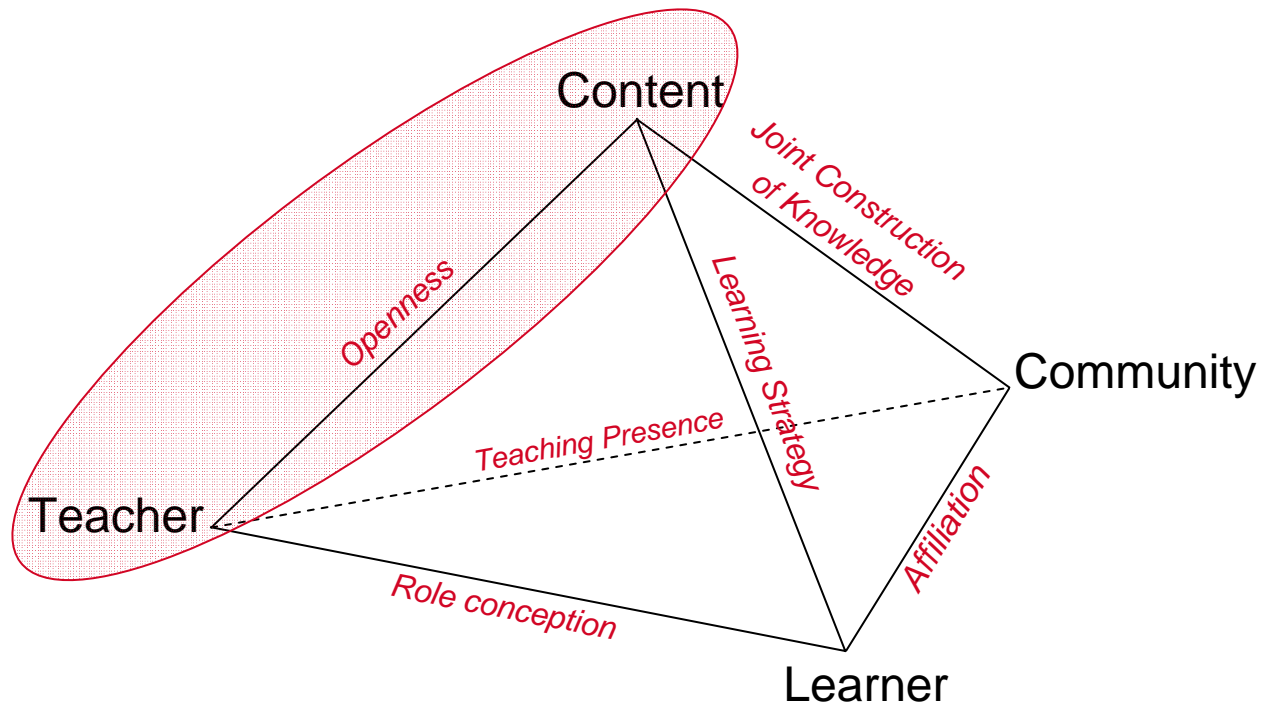 Content
Joint Construction
of Knowledge
Openness
Learning Strategy
Community
Teaching Presence
Teacher
Affiliation
Role conception
Learner